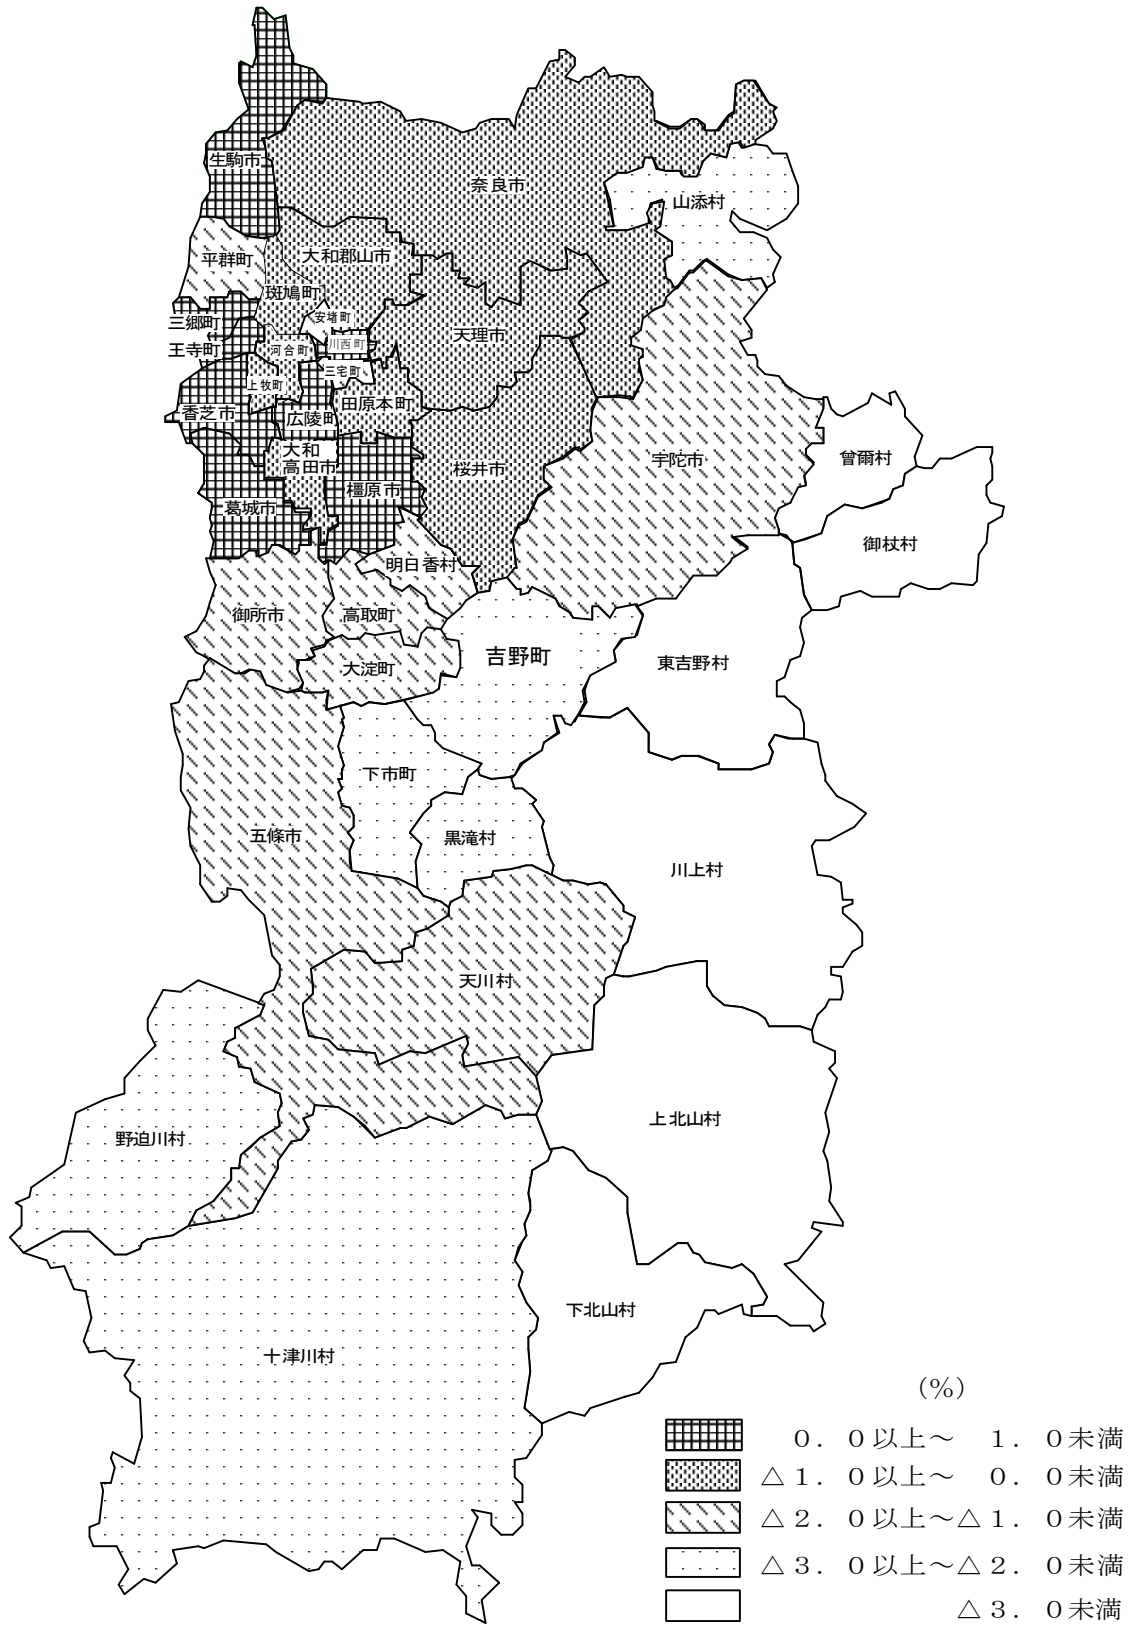 生駒市
奈良市
山添村
平群町
大和郡山市
斑鳩町
安堵町
三郷町
天理市
川西町
王寺町
河合町
三宅町
上牧町
田原本町
香芝市
広陵町
大和
高田市
桜井市
宇陀市
曾爾村
橿原市
葛城市
御杖村
明日香村
御所市
高取町
吉野町
東吉野村
大淀町
下市町
五條市
黒滝村
川上村
天川村
上北山村
野迫川村
下北山村
十津川村
（％）
０．０以上～　１．０未満
△１．０以上～　０．０未満
△２．０以上～△１．０未満
△３．０以上～△２．０未満
△３．０未満